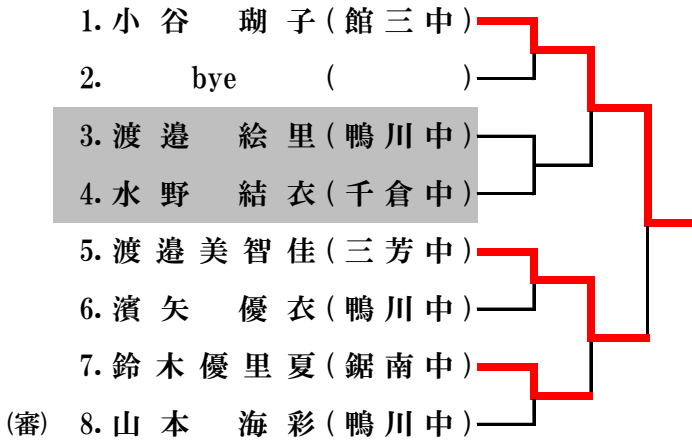 1. 小谷 瑚子 (館三中)
2. bye ( )
3. 渡邉 絵里 (鴨川中)
4. 水野 結衣 (千倉中)
5. 渡邉美智佳 (三芳中)
6. 濱矢 優衣 (鴨川中)
7. 鈴木優里夏 (鋸南中)
(審) 8. 山本 海彩 (鴨川中)